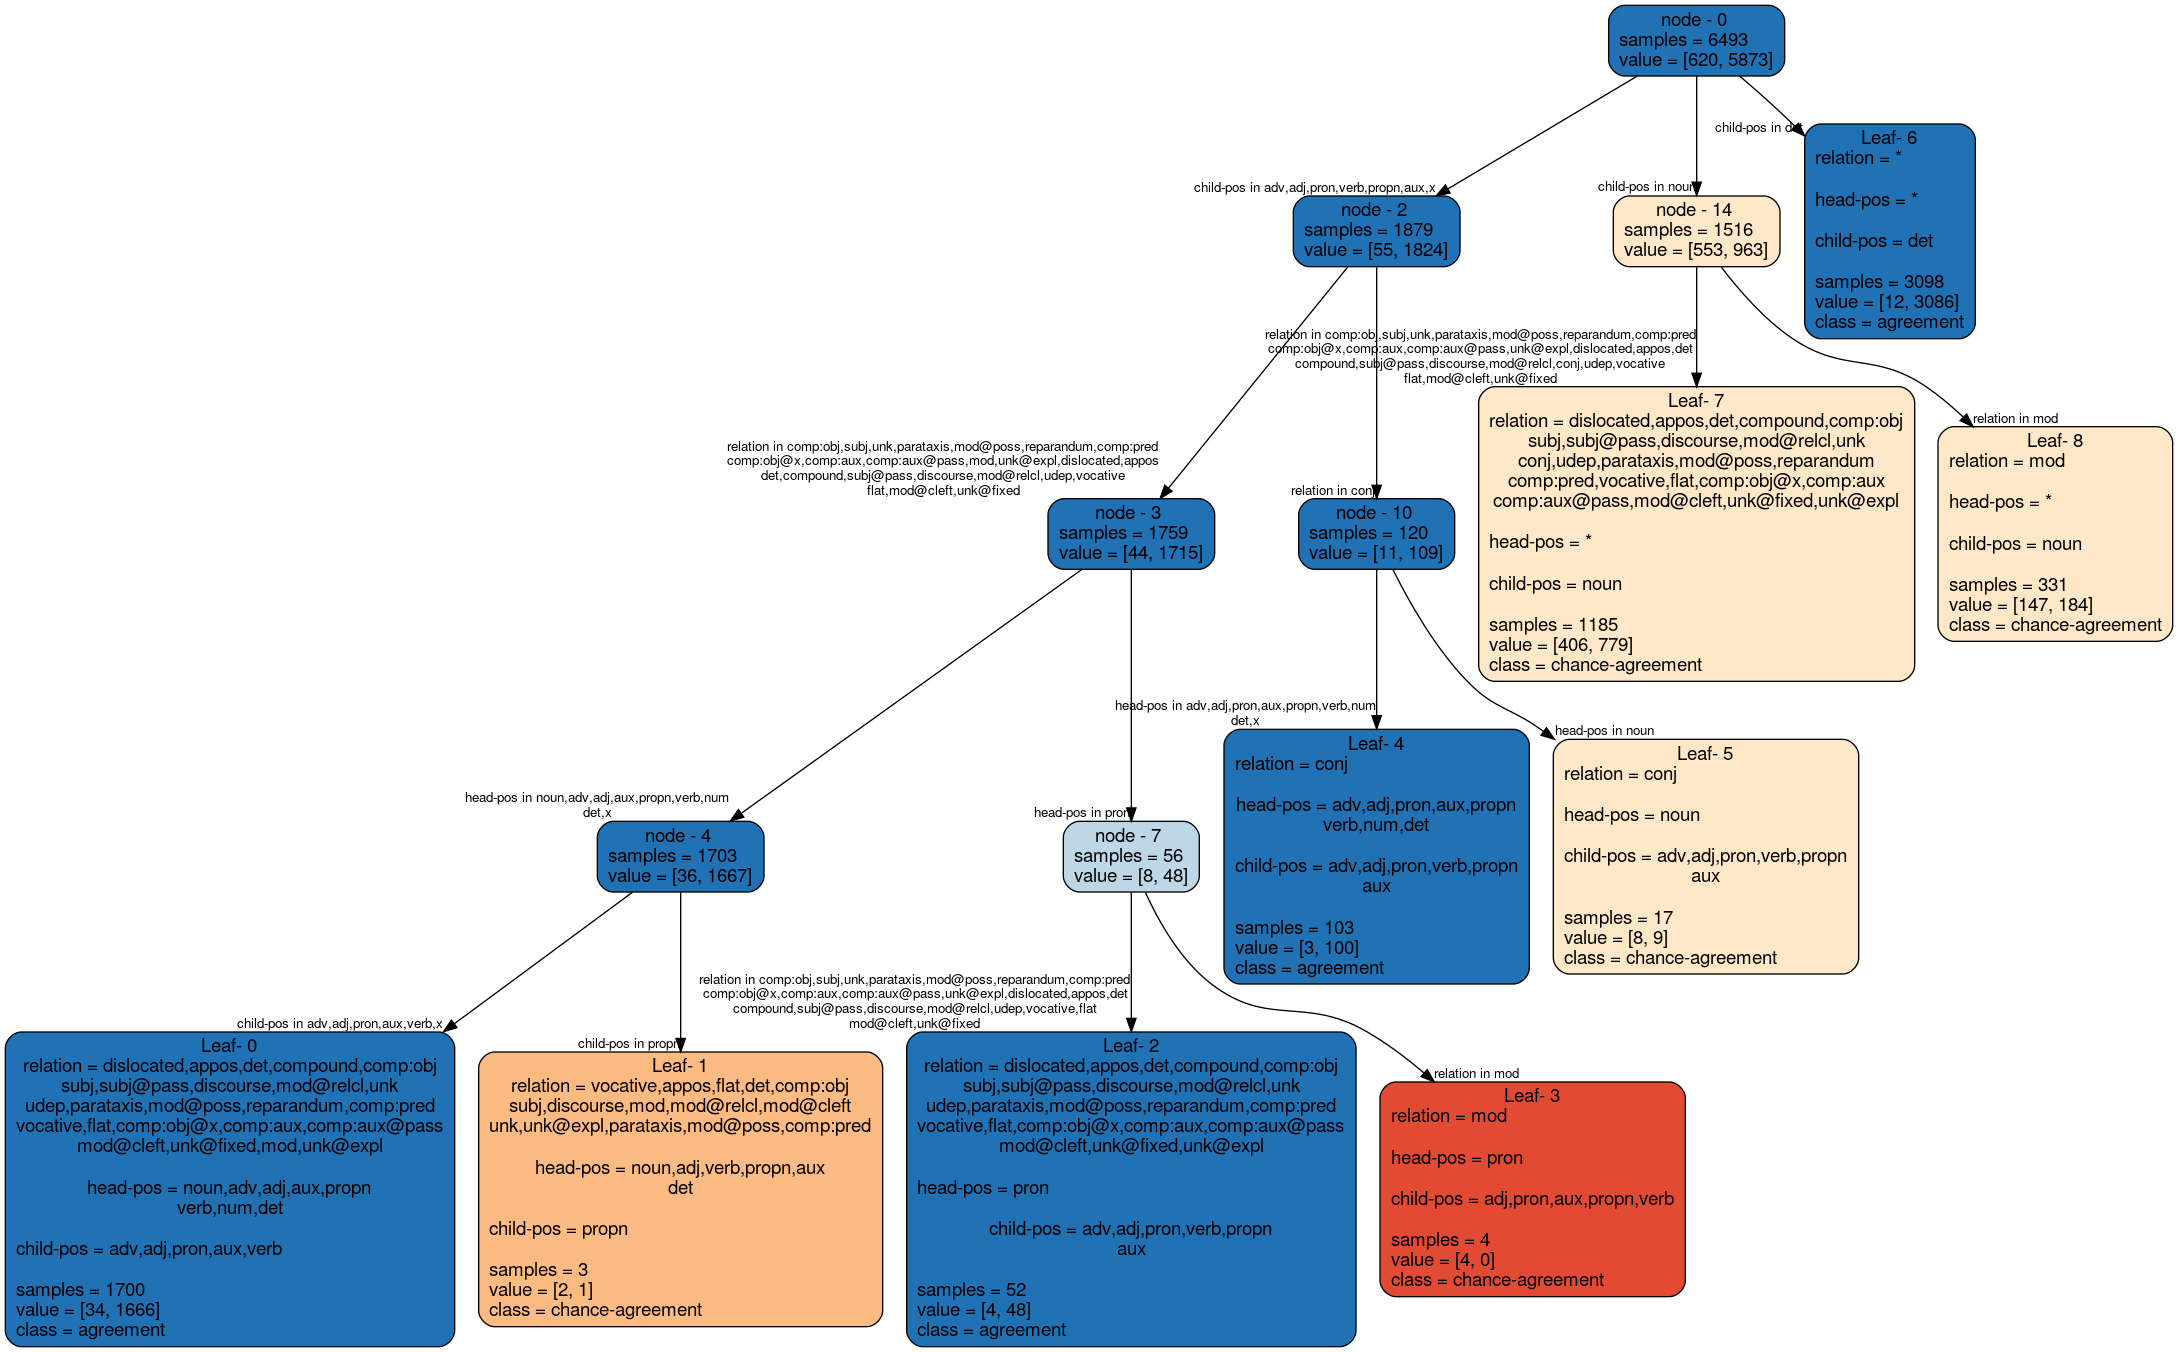 node - 0
samples = 6493
value = [620, 5873]
child-pos in det
Leaf- 6
relation = *
head-pos = *
child-pos = det
samples = 3098
value = [12, 3086]
class = agreement
child-pos in adv,adj,pron,verb,propn,aux,x
node - 2
samples = 1879
value = [55, 1824]
child-pos in noun
node - 14
samples = 1516
value = [553, 963]
relation in comp:obj,subj,unk,parataxis,mod@poss,reparandum,comp:pred
comp:obj@x,comp:aux,comp:aux@pass,unk@expl,dislocated,appos,det
compound,subj@pass,discourse,mod@relcl,conj,udep,vocative
flat,mod@cleft,unk@fixed
Leaf- 7
relation = dislocated,appos,det,compound,comp:obj
subj,subj@pass,discourse,mod@relcl,unk
conj,udep,parataxis,mod@poss,reparandum
comp:pred,vocative,flat,comp:obj@x,comp:aux
comp:aux@pass,mod@cleft,unk@fixed,unk@expl
head-pos = *
child-pos = noun
samples = 1185
value = [406, 779]
class = chance-agreement
relation in mod
Leaf- 8
relation = mod
head-pos = *
child-pos = noun
samples = 331
value = [147, 184]
class = chance-agreement
relation in comp:obj,subj,unk,parataxis,mod@poss,reparandum,comp:pred
comp:obj@x,comp:aux,comp:aux@pass,mod,unk@expl,dislocated,appos
det,compound,subj@pass,discourse,mod@relcl,udep,vocative
flat,mod@cleft,unk@fixed
node - 3
samples = 1759
value = [44, 1715]
relation in conj
node - 10
samples = 120
value = [11, 109]
head-pos in adv,adj,pron,aux,propn,verb,num
det,x
Leaf- 4
relation = conj
head-pos = adv,adj,pron,aux,propn
verb,num,det
child-pos = adv,adj,pron,verb,propn
aux
samples = 103
value = [3, 100]
class = agreement
head-pos in noun
Leaf- 5
relation = conj
head-pos = noun
child-pos = adv,adj,pron,verb,propn
aux
samples = 17
value = [8, 9]
class = chance-agreement
head-pos in noun,adv,adj,aux,propn,verb,num
det,x
node - 4
samples = 1703
value = [36, 1667]
head-pos in pron
node - 7
samples = 56
value = [8, 48]
child-pos in adv,adj,pron,aux,verb,x
Leaf- 0
relation = dislocated,appos,det,compound,comp:obj
subj,subj@pass,discourse,mod@relcl,unk
udep,parataxis,mod@poss,reparandum,comp:pred
vocative,flat,comp:obj@x,comp:aux,comp:aux@pass
mod@cleft,unk@fixed,mod,unk@expl
head-pos = noun,adv,adj,aux,propn
verb,num,det
child-pos = adv,adj,pron,aux,verb
samples = 1700
value = [34, 1666]
class = agreement
child-pos in propn
Leaf- 1
relation = vocative,appos,flat,det,comp:obj
subj,discourse,mod,mod@relcl,mod@cleft
unk,unk@expl,parataxis,mod@poss,comp:pred
head-pos = noun,adj,verb,propn,aux
det
child-pos = propn
samples = 3
value = [2, 1]
class = chance-agreement
relation in comp:obj,subj,unk,parataxis,mod@poss,reparandum,comp:pred
comp:obj@x,comp:aux,comp:aux@pass,unk@expl,dislocated,appos,det
compound,subj@pass,discourse,mod@relcl,udep,vocative,flat
mod@cleft,unk@fixed
Leaf- 2
relation = dislocated,appos,det,compound,comp:obj
subj,subj@pass,discourse,mod@relcl,unk
udep,parataxis,mod@poss,reparandum,comp:pred
vocative,flat,comp:obj@x,comp:aux,comp:aux@pass
mod@cleft,unk@fixed,unk@expl
head-pos = pron
child-pos = adv,adj,pron,verb,propn
aux
samples = 52
value = [4, 48]
class = agreement
relation in mod
Leaf- 3
relation = mod
head-pos = pron
child-pos = adj,pron,aux,propn,verb
samples = 4
value = [4, 0]
class = chance-agreement